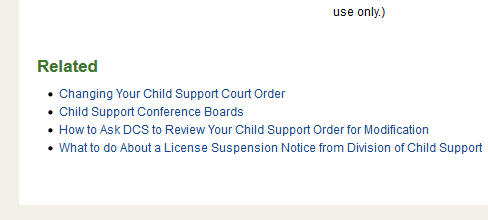 use only.)
Related
Changing Your Child Support Court Order
Child Support Conference Boards
How to Ask DCS to Review Your Child Support Order for Modification
What to do About a License Suspension Notice from Division of Child Support